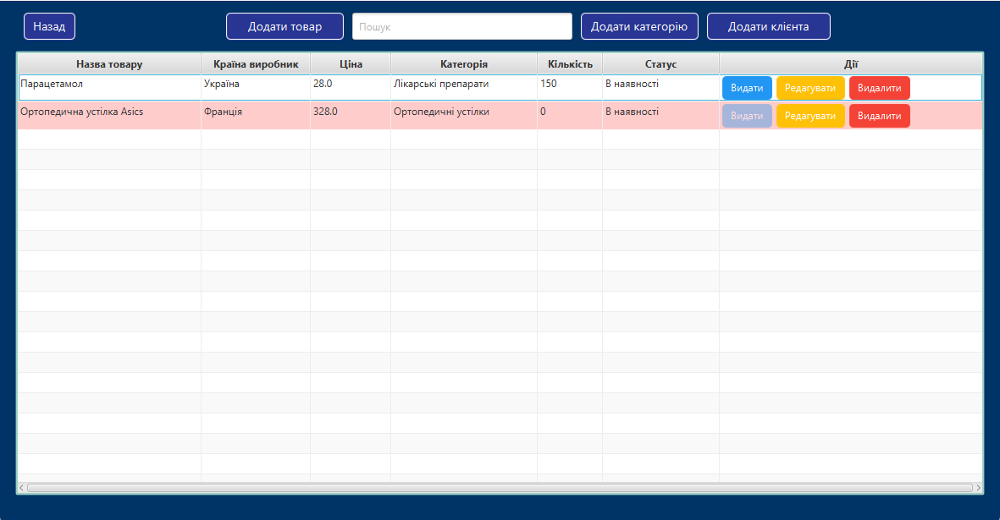 Назад Додати товар Пошук Додати категорію Додати клієнта
Назва товару Країна виробник Ціна Категорія Кількість Статус Дії
Парацетамол Україна 28.0 Лікарські препарати 150 В наявності Видати Редагувати Видалити
Ортопедична устілка Asics Франція 328.0 Ортопедичні устілки 0 В наявності Видати Редагувати Видалити